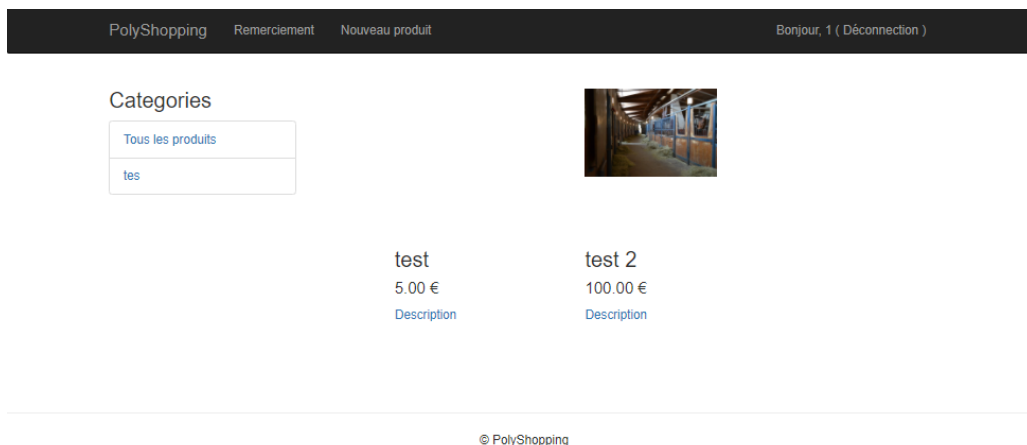 PolyShopping Remerciement Nouveau produit Bonjour, 1 ( Déconnection )
Categories
Tous les produits
tes
test
5.00 €
Description
test 2
100.00 €
Description
© PolyShopping